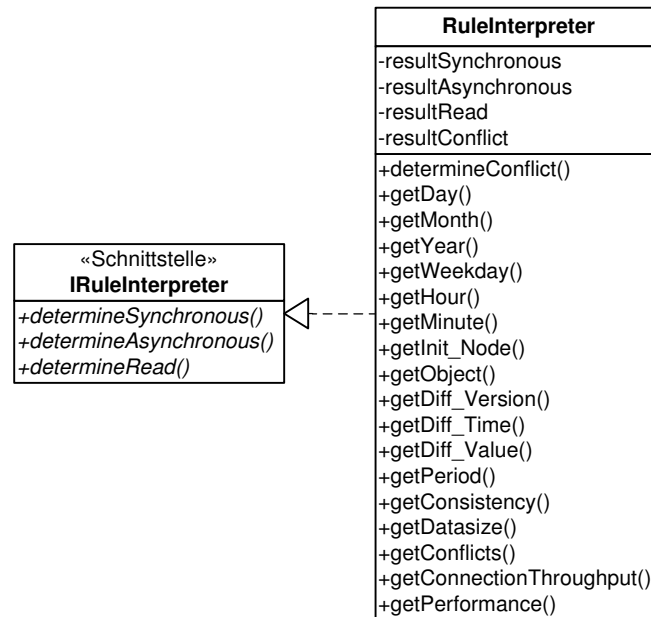 RuleInterpreter
-resultSynchronous
-resultAsynchronous
-resultRead
-resultConflict
+determineConflict()
+getDay()
+getMonth()
+getYear()
+getWeekday()
+getHour()
+getMinute()
+getInit_Node()
+getObject()
+getDiff_Version()
+getDiff_Time()
+getDiff_Value()
+getPeriod()
+getConsistency()
+getDatasize()
+getConflicts()
+getConnectionThroughput()
+getPerformance()
«Schnittstelle»
IRuleInterpreter
+determineSynchronous()
+determineAsynchronous()
+determineRead()